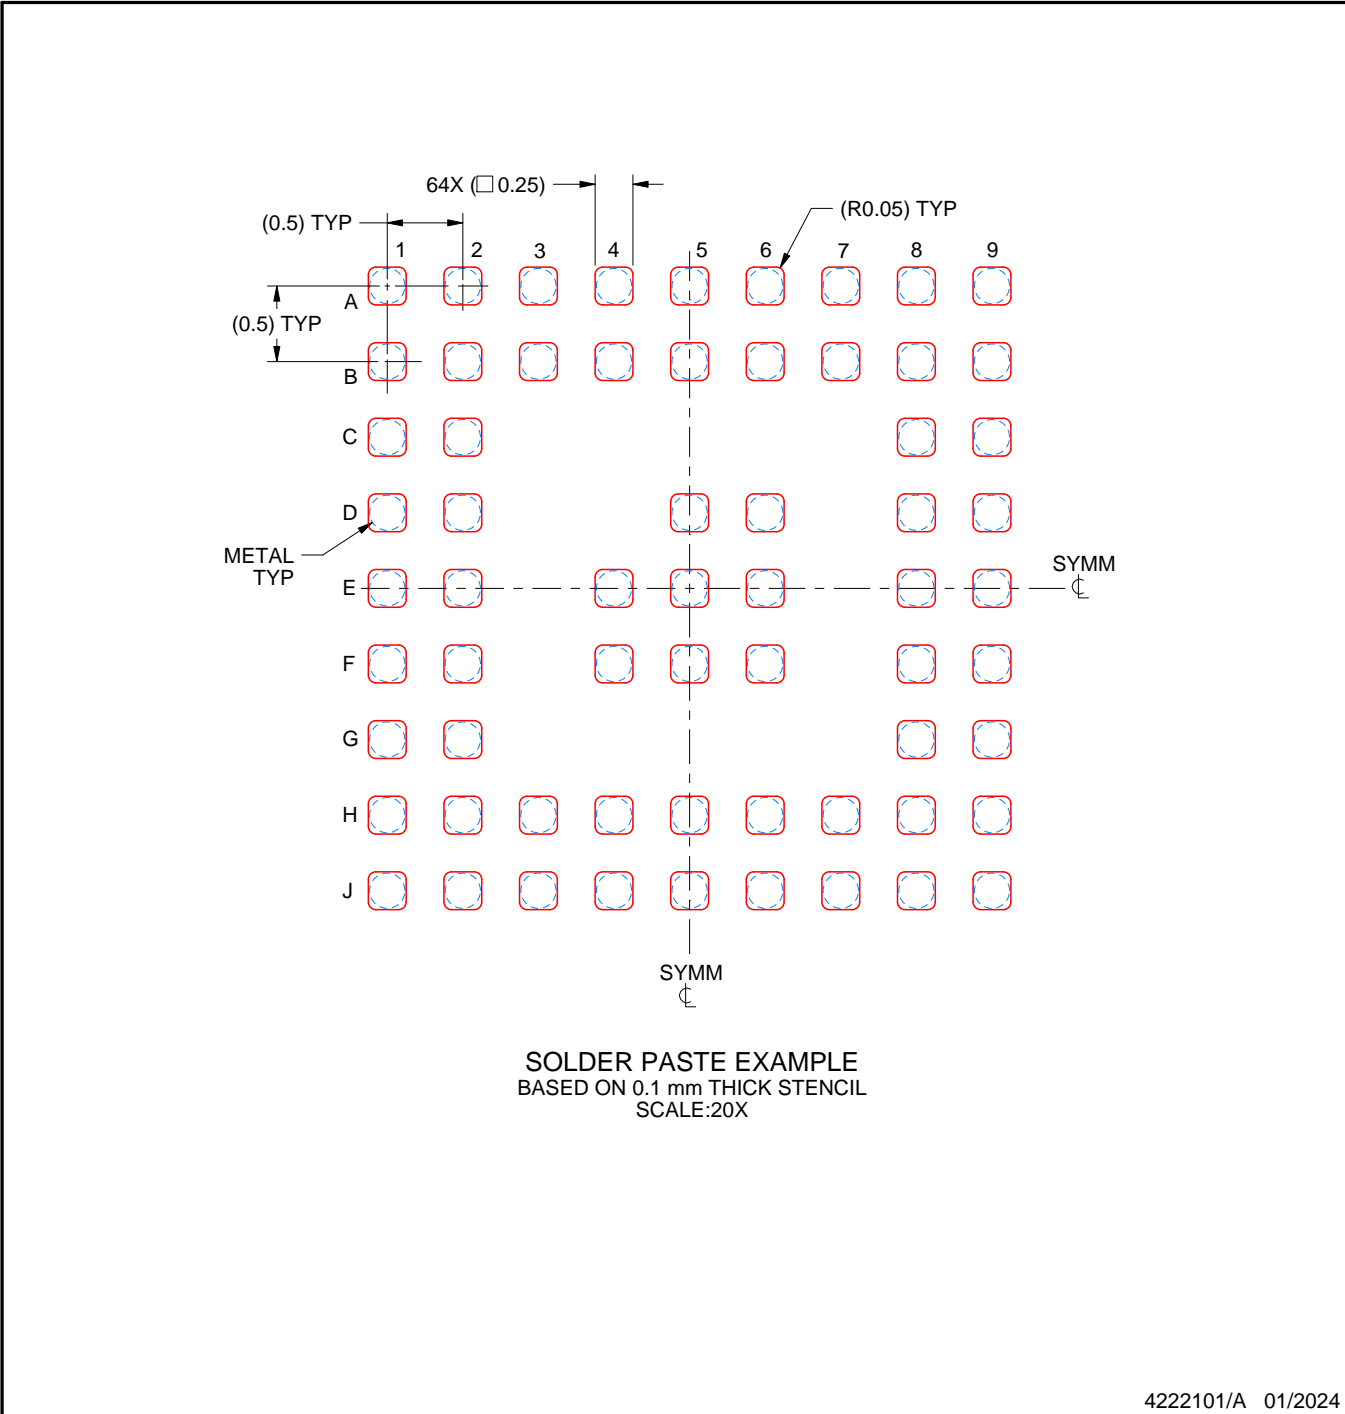 64X (□ 0.25)
(0.5) TYP
(R0.05) TYP
1 2 3 4 5 6 7 8 9
A
(0.5) TYP
B
C
D
METAL
TYP
E
SYMM
℄
F
G
H
J
SYMM
℄
SOLDER PASTE EXAMPLE
BASED ON 0.1 mm THICK STENCIL
SCALE:20X
4222101/A 01/2024